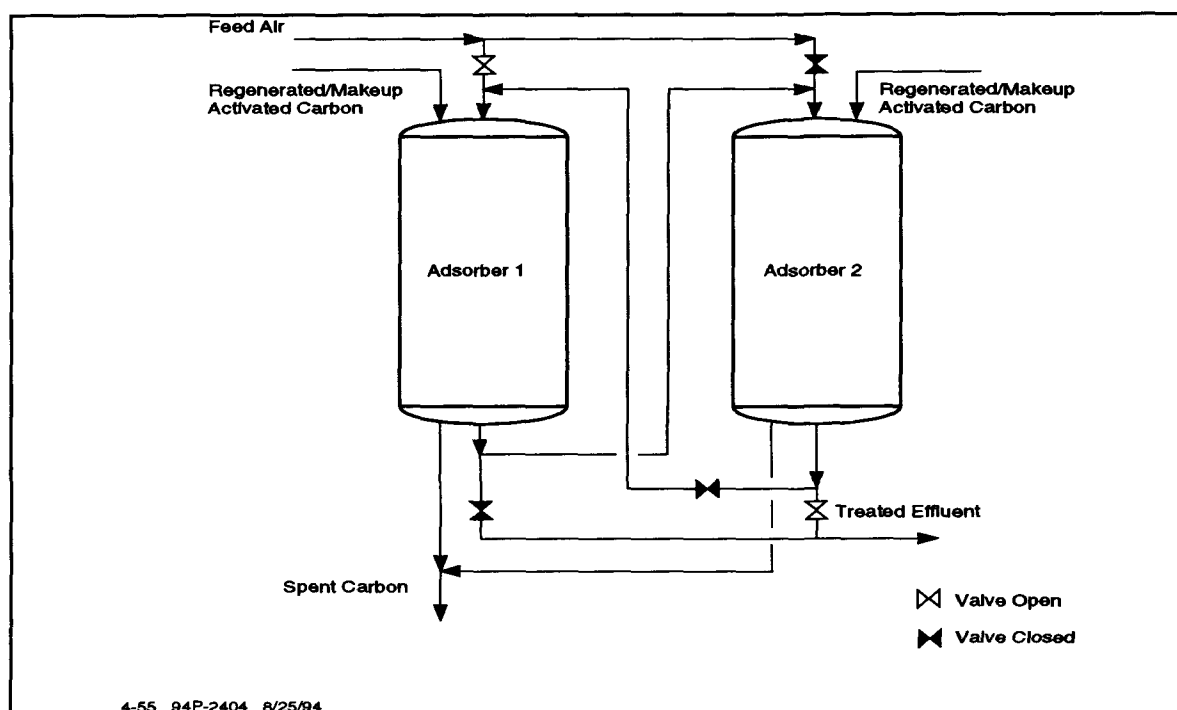 Feed Air
Regenerated/Makeup
Activated Carbon
Regenerated/Makeup
Activated Carbon
Adsorber 1
Adsorber 2
Treated Effluent
Spent Carbon
Valve Open
Valve Closed
4-55 94P-2404 8/25/94